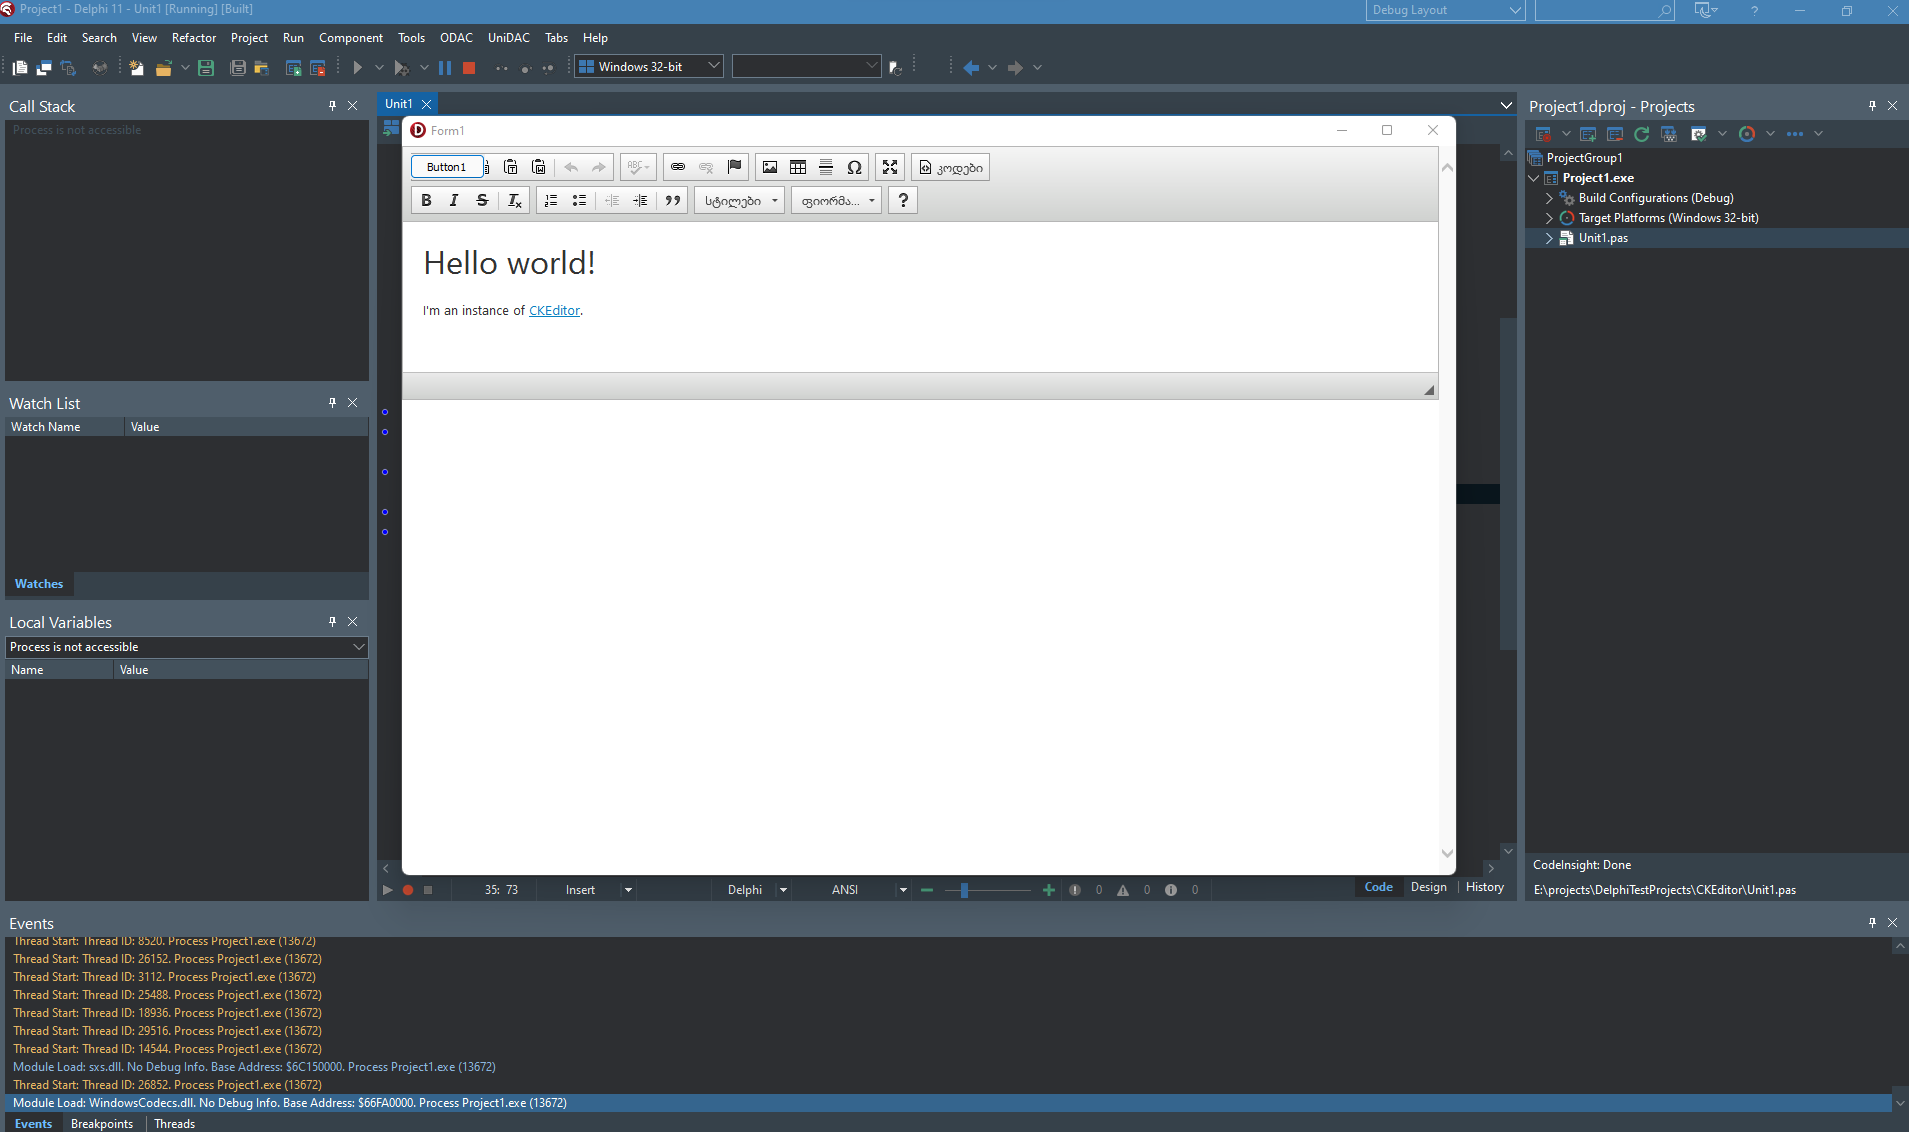 Project1 - Delphi 11 - Unit1 [Running] [Built]
Debug Layout
File Edit Search View Refactor Project Run Component Tools ODAC UniDAC Tabs Help
Windows 32-bit
Call Stack
Process is not accessible
Watch List
Watch Name Value
Watches
Local Variables
Process is not accessible
Name Value
Unit1
Form1
Button1
ABC
კოდები
B I S Tx
სტილები
ფიორმა...
?
Hello world!
I'm an instance of CKEditor.
35: 73 Insert Delphi ANSI 0 0 0
Code Design History
Project1.dproj - Projects
ProjectGroup1
Project1.exe
Build Configurations (Debug)
Target Platforms (Windows 32-bit)
Unit1.pas
CodeInsight: Done
E:\projects\DelphiTestProjects\CKEditor\Unit1.pas
Events
Thread Start: Thread ID: 8520. Process Project1.exe (13672)
Thread Start: Thread ID: 26152. Process Project1.exe (13672)
Thread Start: Thread ID: 3112. Process Project1.exe (13672)
Thread Start: Thread ID: 25488. Process Project1.exe (13672)
Thread Start: Thread ID: 18936. Process Project1.exe (13672)
Thread Start: Thread ID: 29516. Process Project1.exe (13672)
Thread Start: Thread ID: 14544. Process Project1.exe (13672)
Module Load: sxs.dll. No Debug Info. Base Address: $6C150000. Process Project1.exe (13672)
Thread Start: Thread ID: 26852. Process Project1.exe (13672)
Module Load: WindowsCodecs.dll. No Debug Info. Base Address: $66FA0000. Process Project1.exe (13672)
Events Breakpoints Threads